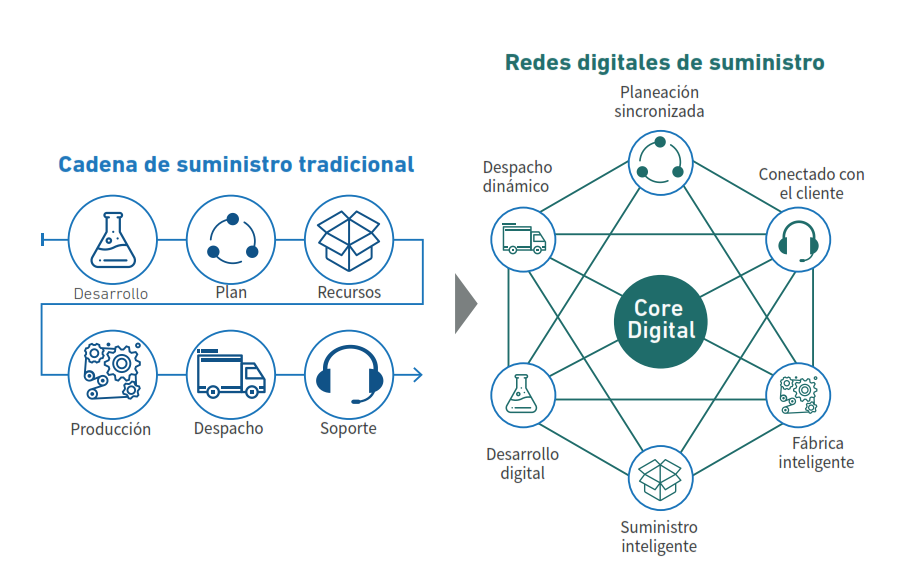 Cadena de suministro tradicional
Desarrollo
Plan
Recursos
Producción
Despacho
Soporte
Redes digitales de suministro
Planeación
sincronizada
Despacho
dinámico
Conectado con
el cliente
Core
Digital
Desarrollo
digital
Fábrica
inteligente
Suministro
inteligente